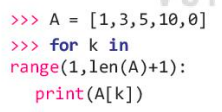 >>> A = [1,3,5,10,0]
>>> for k in
range(1,len(A)+1):
print(A[k])